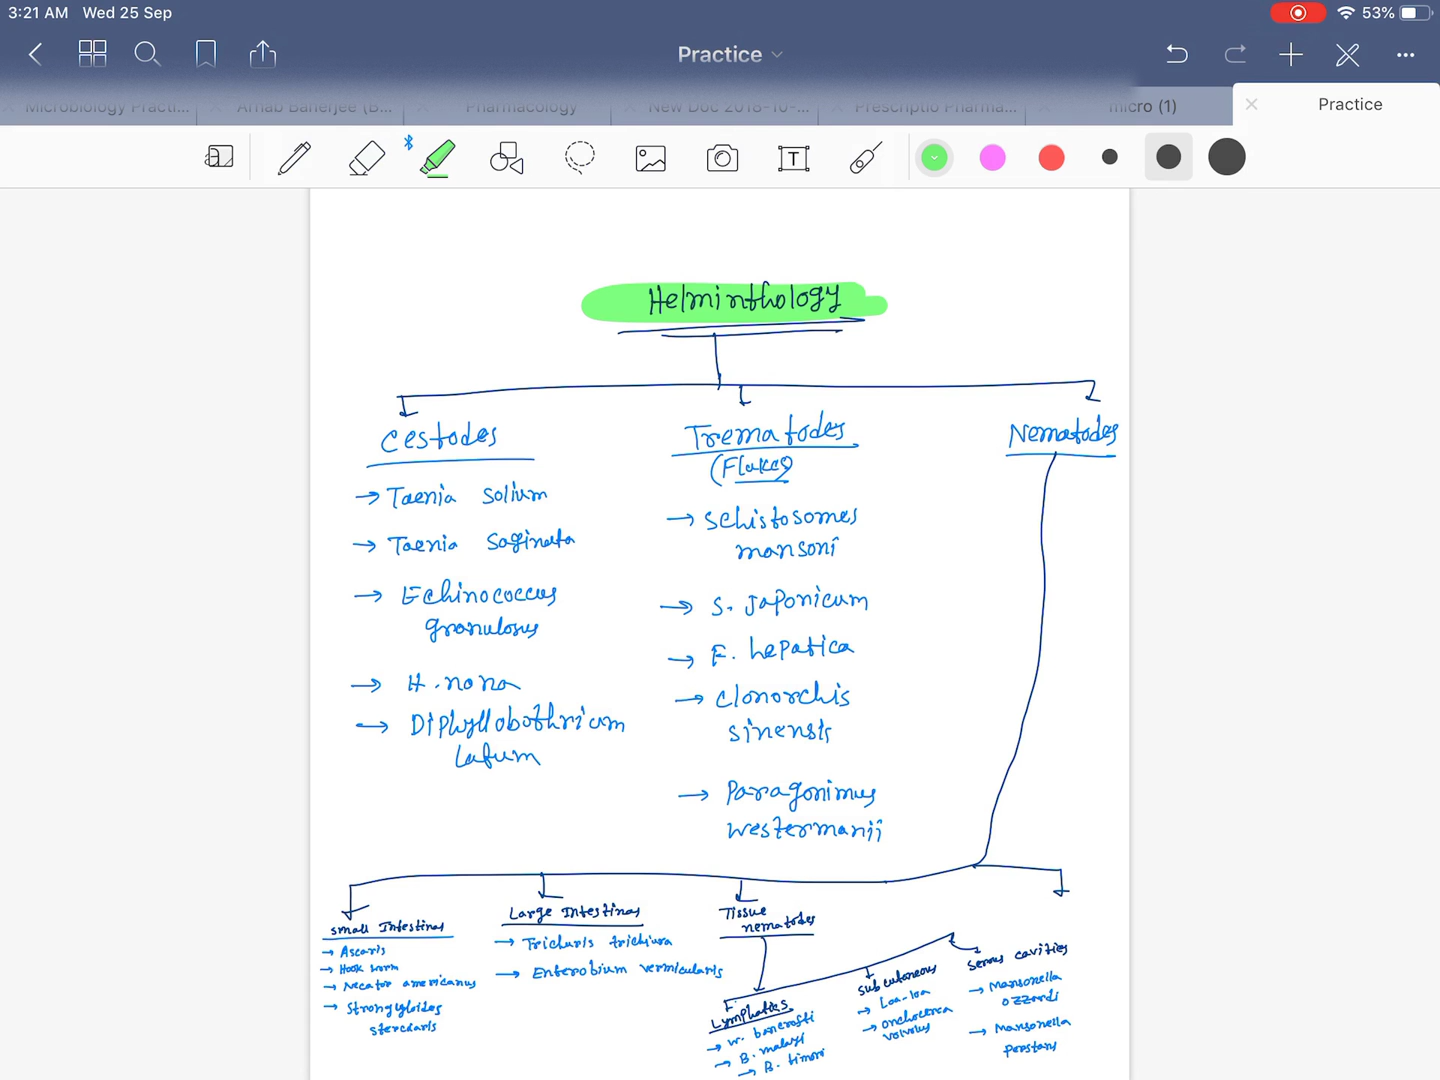 3:21 AM Wed 25 Sep
53%
Practice
Microbiology Practi...
Arnab Banerjee (B...
Pharmacology
New Doc 2018-10-...
Prescriptio Pharma...
micro (1)
Practice
Helminthology
Cestodes
Trematodes
Nematodes
(Flukes)
→ Taenia Solium
→ Taenia Saginata
→ Echinococcus
granulosus
→ H. nana
→ Diphyllobothrium
Latum
→ Schistosomes
mansoni
→ S. Japonicum
→ F. hepatica
→ Clonorchis
sinensis
→ Paragonimus
westermanii
Small Intestinal
→ Ascaris
→ Hook worm
→ Necator americanus
→ Strongyloides
stercharis
Large Intestinal
→ Trichuris trichiura
→ Enterobium vermicularis
Tissue
nematodes
Lymphatics
→ W. bancrofti
→ B. malayi
→ B. timori
Subcutaneous
→ Loa-loa
→ Onchocerca
volvulus
Serous cavities
→ Mansonella
ozzardi
→ Mansonella
perstans